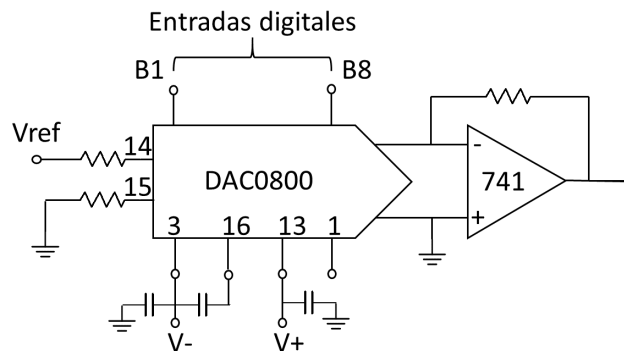 Entradas digitales
B1 B8
Vref
14
15
DAC0800
3 16 13 1
-
741
+
V- V+